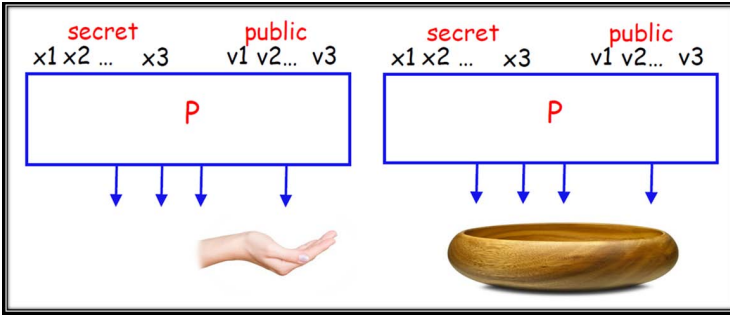 secret public
x1 x2 ... x3 v1 v2... v3
P
secret public
x1 x2 ... x3 v1 v2... v3
P